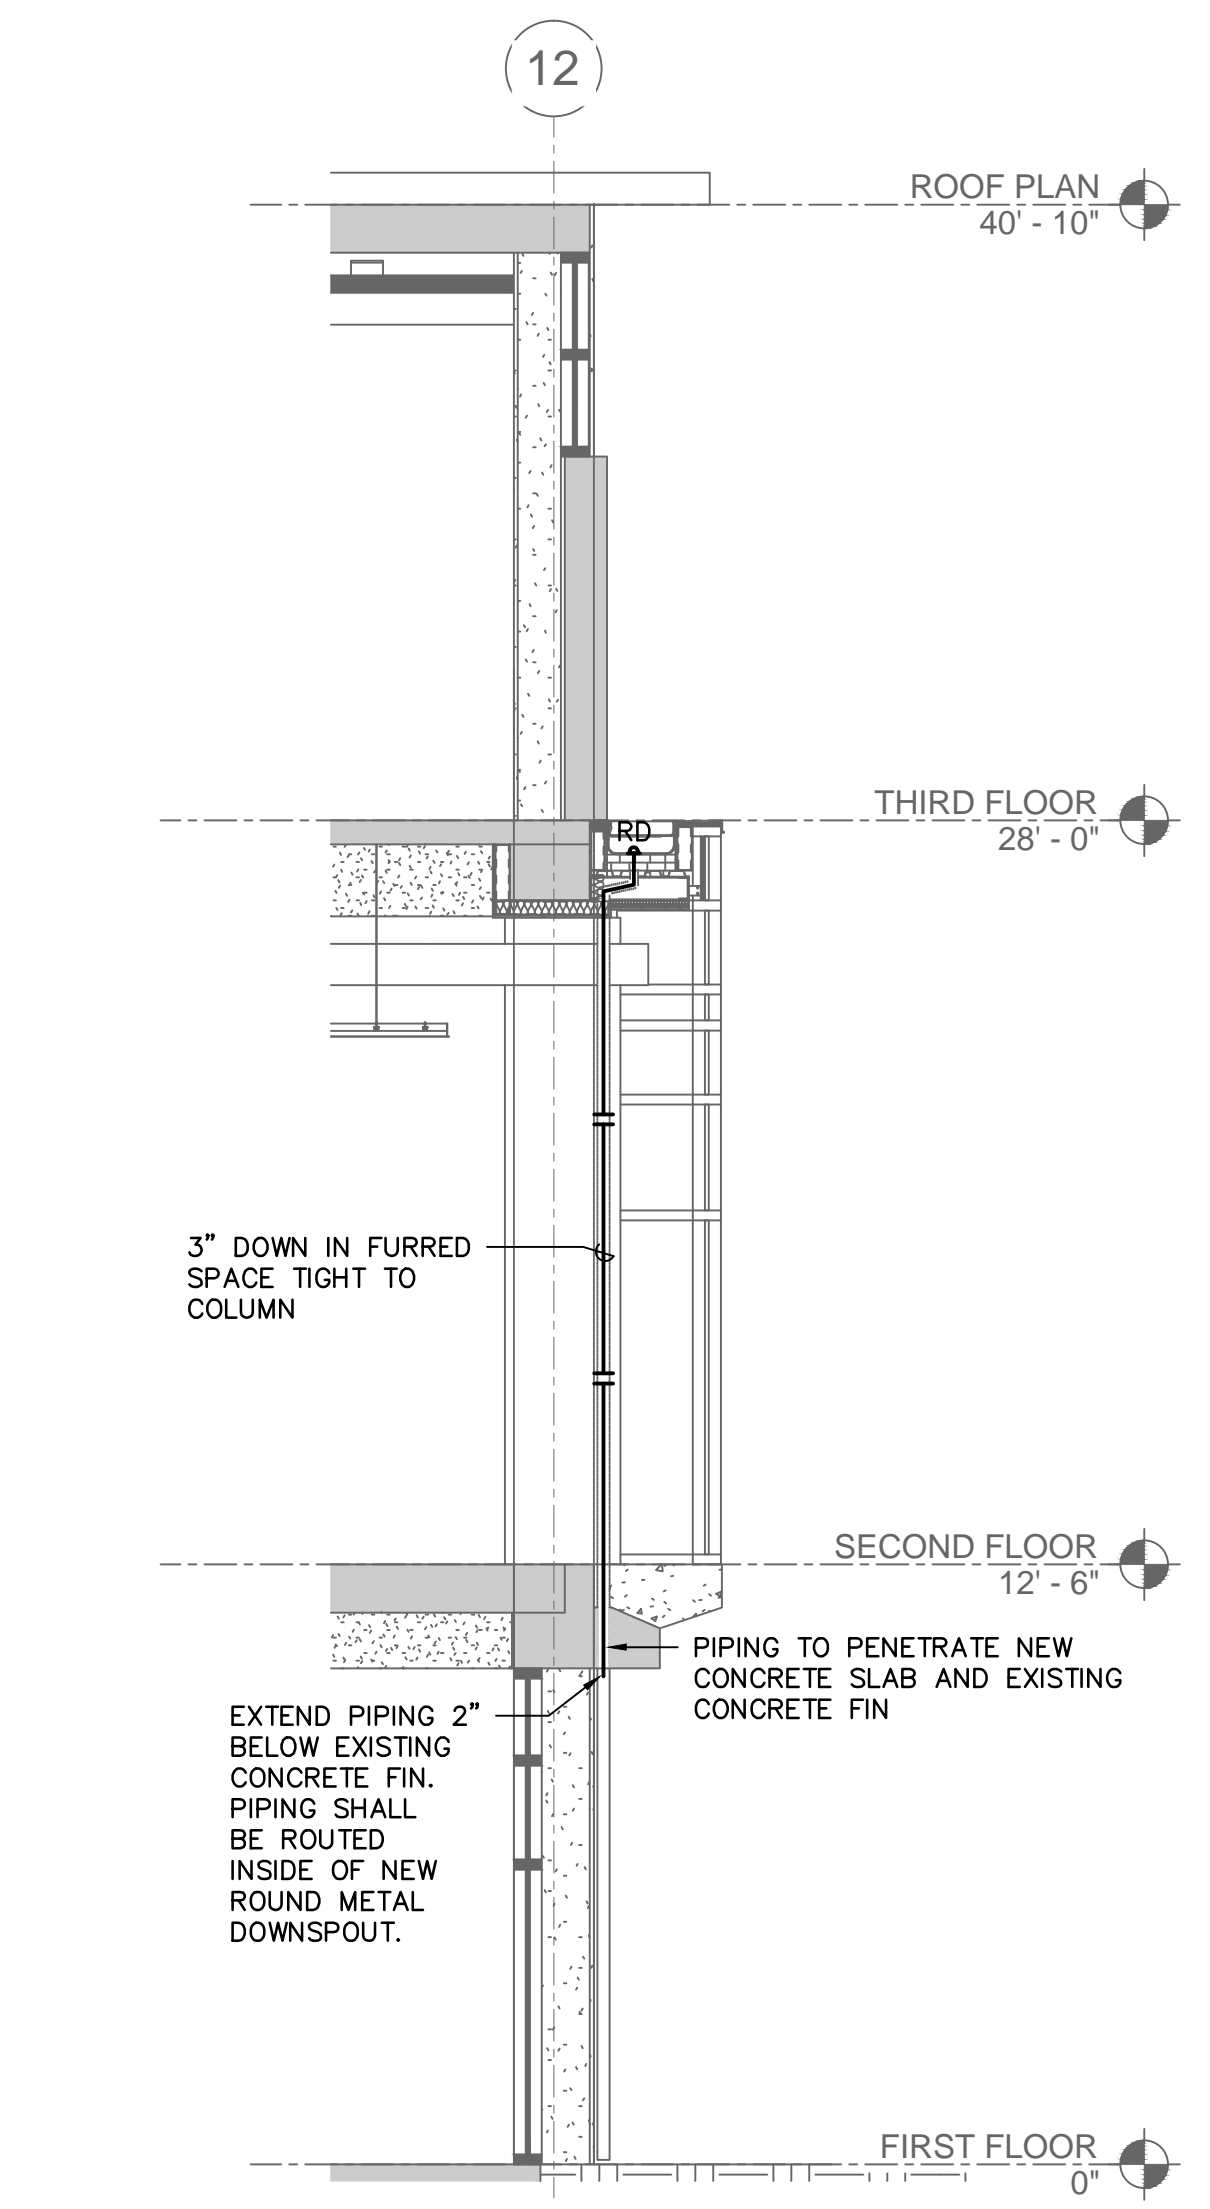 12
ROOF PLAN
40' - 10"
THIRD FLOOR
28' - 0"
RD
3” DOWN IN FURRED
SPACE TIGHT TO
COLUMN
SECOND FLOOR
12' - 6"
PIPING TO PENETRATE NEW
CONCRETE SLAB AND EXISTING
CONCRETE FIN
EXTEND PIPING 2”
BELOW EXISTING
CONCRETE FIN.
PIPING SHALL
BE ROUTED
INSIDE OF NEW
ROUND METAL
DOWNSPOUT.
FIRST FLOOR
0"